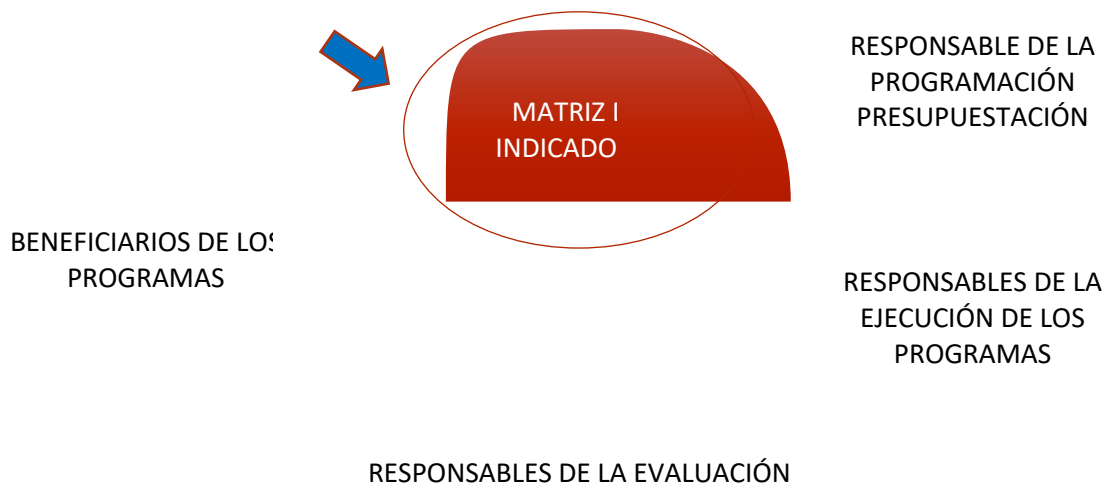 RESPONSABLE DE LA
PROGRAMACIÓN
PRESUPUESTACIÓN
MATRIZ I
INDICADO
BENEFICIARIOS DE LOS
PROGRAMAS
RESPONSABLES DE LA
EJECUCIÓN DE LOS
PROGRAMAS
RESPONSABLES DE LA EVALUACIÓN